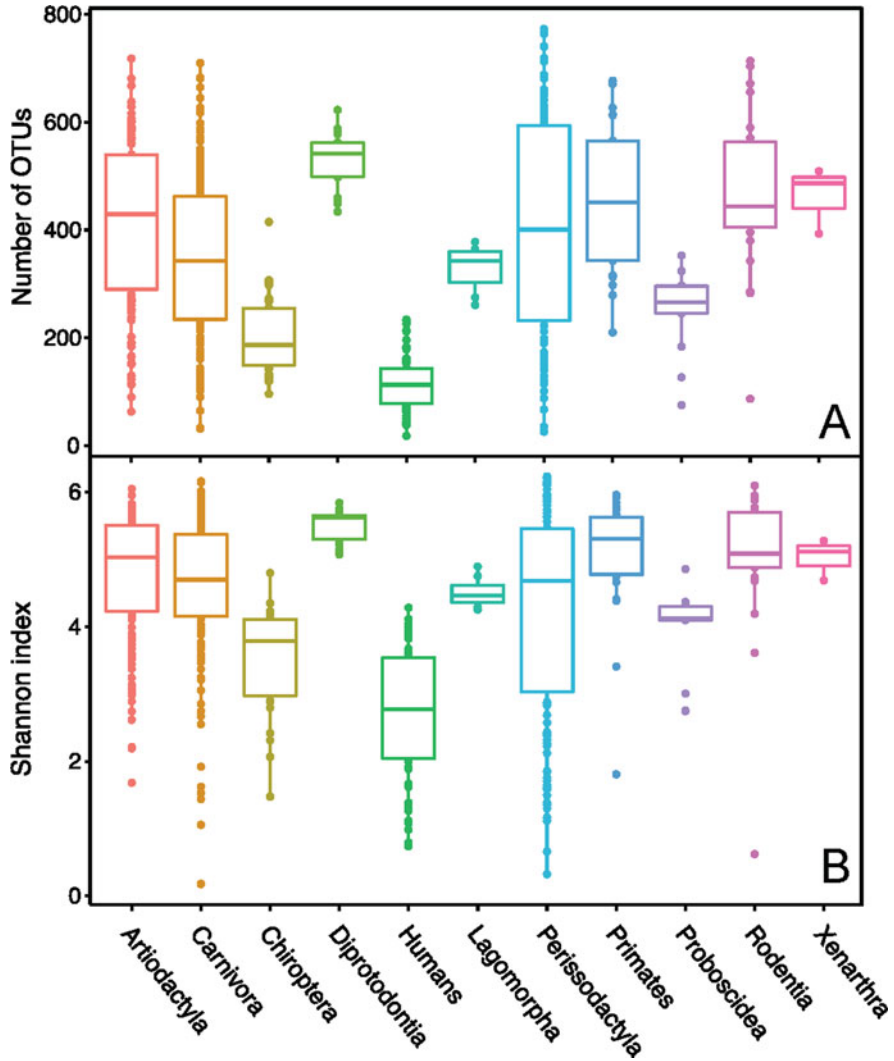 800
600
400
200
0
Number of OTUs
A
6
4
2
0
Shannon index
B
Artiodactyla
Carnivora
Chiroptera
Diprotodontia
Humans
Lagomorpha
Perissodactyla
Primates
Proboscidea
Rodentia
Xenarthra